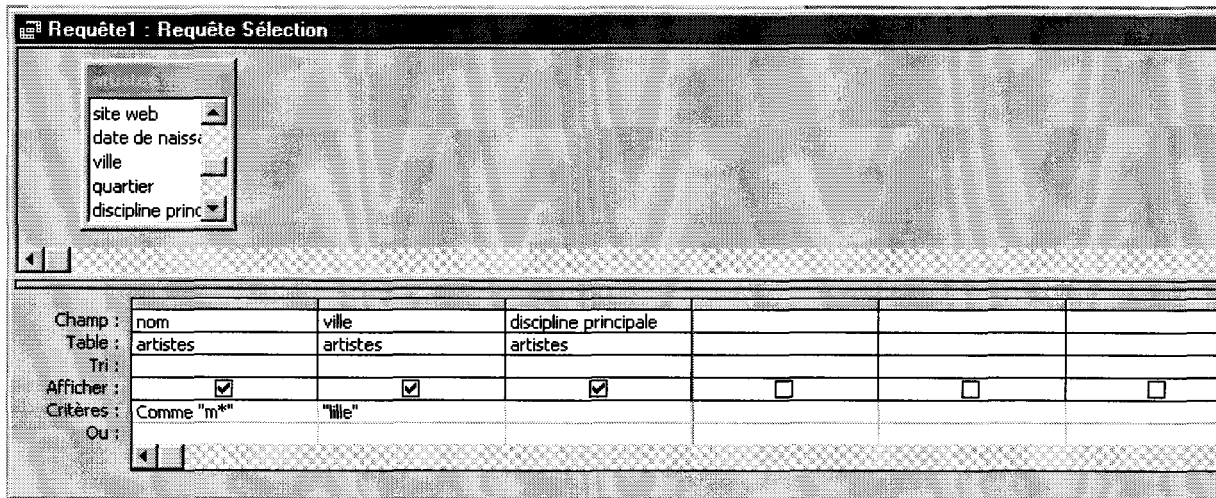 Requête1 : Requête Sélection
site web
date de naiss
ville
quartier
discipline princ
Champ : nom ville discipline principale
Table : artistes artistes artistes
Tri :
Afficher :
Critères : Comme "m*" "lille"
Ou :